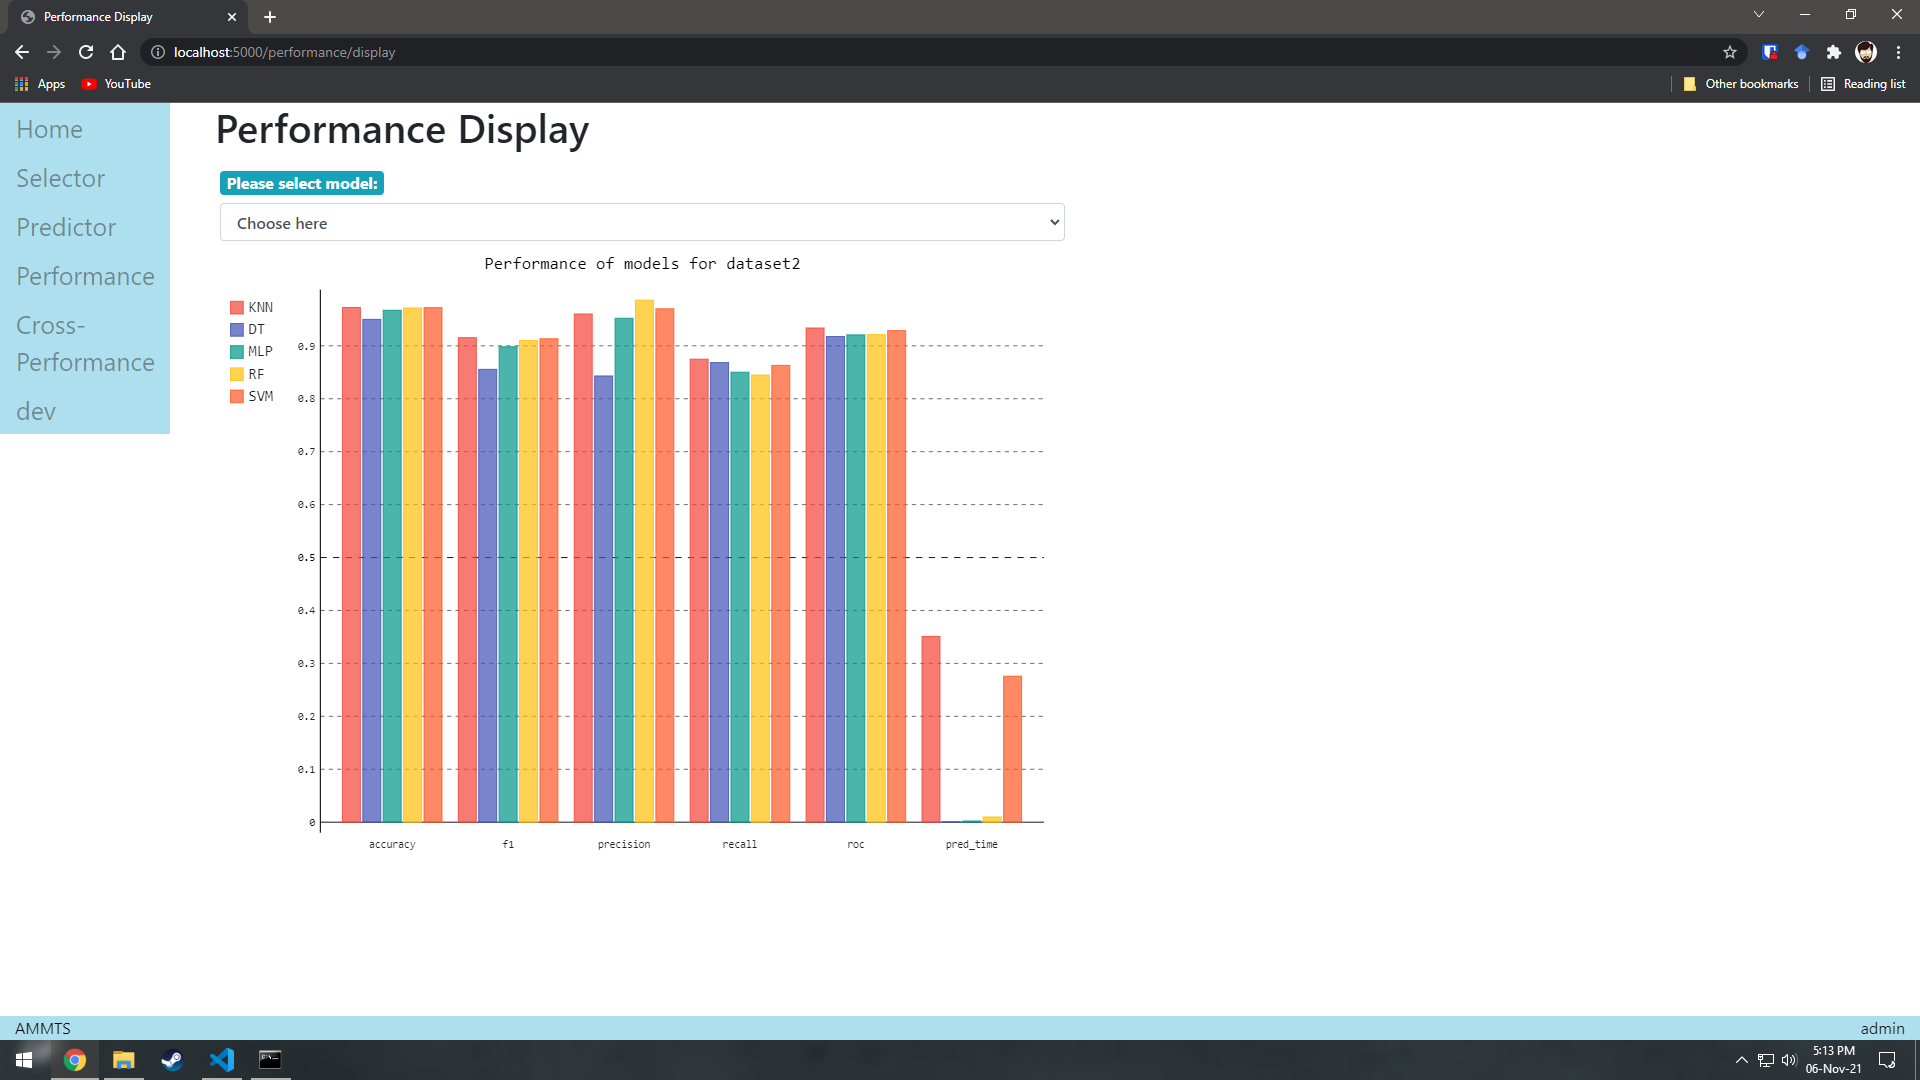 Performance Display
localhost:5000/performance/display
Apps
YouTube
Other bookmarks
Reading list
Home
Selector
Predictor
Performance
Cross-
Performance
dev
Performance Display
Please select model:
Choose here
Performance of models for dataset2
KNN
DT
MLP
RF
SVM
0.9
0.8
0.7
0.6
0.5
0.4
0.3
0.2
0.1
0
accuracy
f1
precision
recall
roc
pred_time
AMMTS
admin
5:13 PM
06-Nov-21